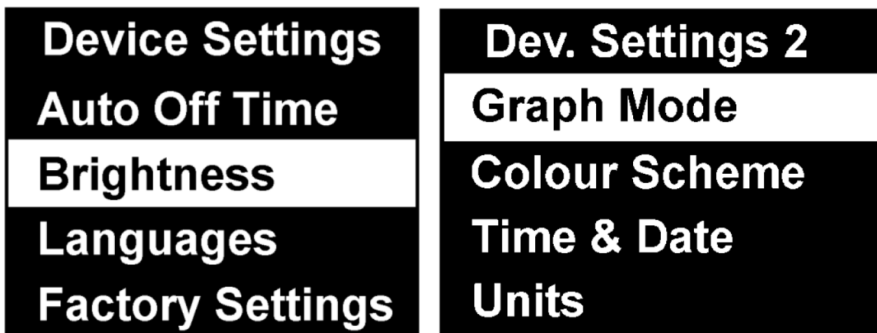 Device Settings
Auto Off Time
Brightness
Languages
Factory Settings
Dev. Settings 2
Graph Mode
Colour Scheme
Time & Date
Units